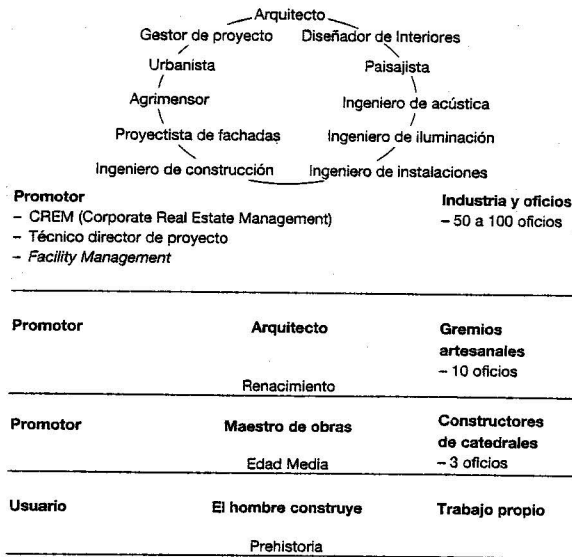 Arquitecto
Gestor de proyecto Diseñador de Interiores
Urbanista Paisajista
Agrimensor Ingeniero de acústica
Proyectista de fachadas Ingeniero de iluminación
Ingeniero de construcción Ingeniero de instalaciones
Promotor Industria y oficios
– CREM (Corporate Real Estate Management) – 50 a 100 oficios
– Técnico director de proyecto
– Facility Management
Promotor Arquitecto Gremios
artesanales
– 10 oficios
Renacimiento
Promotor Maestro de obras Constructores
de catedrales
Edad Media – 3 oficios
Usuario El hombre construye Trabajo propio
Prehistoria